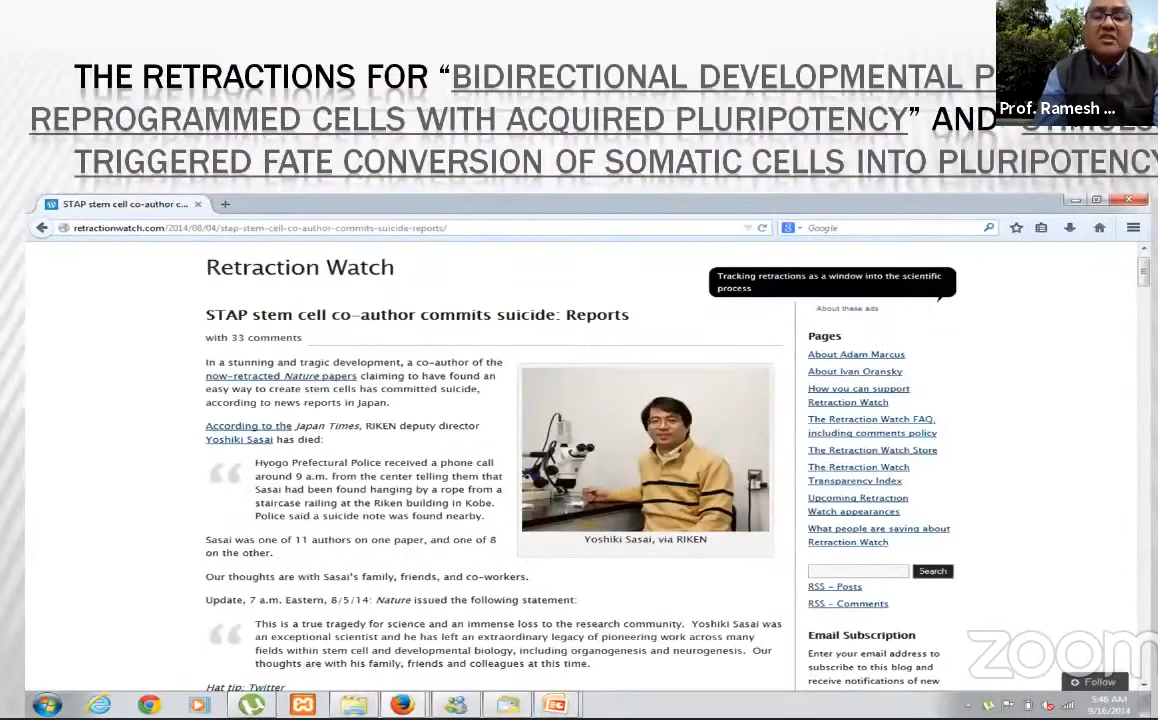 THE RETRACTIONS FOR “BIDIRECTIONAL DEVELOPMENTAL
REPROGRAMMED CELLS WITH ACQUIRED PLURIPOTENCY” AND
TRIGGERED FATE CONVERSION OF SOMATIC CELLS INTO PLURIPOTENCY
Prof. Ramesh ...
STAP stem cell co-author c...
retractionwatch.com/2014/08/04/stap-stem-cell-co-author-commits-suicide-reports/
Google
Retraction Watch
Tracking retractions as a window into the scientific
process
About these ads
STAP stem cell co-author commits suicide: Reports
with 33 comments
In a stunning and tragic development, a co-author of the
now-retracted Nature papers claiming to have found an
easy way to create stem cells has committed suicide,
according to news reports in Japan.
According to the Japan Times, RIKEN deputy director
Yoshiki Sasai has died:
Hyogo Prefectural Police received a phone call
around 9 a.m. from the center telling them that
Sasai had been found hanging by a rope from a
staircase railing at the Riken building in Kobe.
Police said a suicide note was found nearby.
Yoshiki Sasai, via RIKEN
Sasai was one of 11 authors on one paper, and one of 8
on the other.
Our thoughts are with Sasai's family, friends, and co-workers.
Update, 7 a.m. Eastern, 8/5/14: Nature issued the following statement:
This is a true tragedy for science and an immense loss to the research community. Yoshiki Sasai was
an exceptional scientist and he has left an extraordinary legacy of pioneering work across many
fields within stem cell and developmental biology, including organogenesis and neurogenesis. Our
thoughts are with his family, friends and colleagues at this time.
Hat tip: Twitter
Pages
About Adam Marcus
About Ivan Oransky
How you can support
Retraction Watch
The Retraction Watch FAQ,
including comments policy
The Retraction Watch Store
The Retraction Watch
Transparency Index
Upcoming Retraction
Watch appearances
What people are saying about
Retraction Watch
Search
RSS - Posts
RSS - Comments
Email Subscription
Enter your email address to
subscribe to this blog and
receive notifications of new
zoom
Follow
5:46 AM
9/16/2014